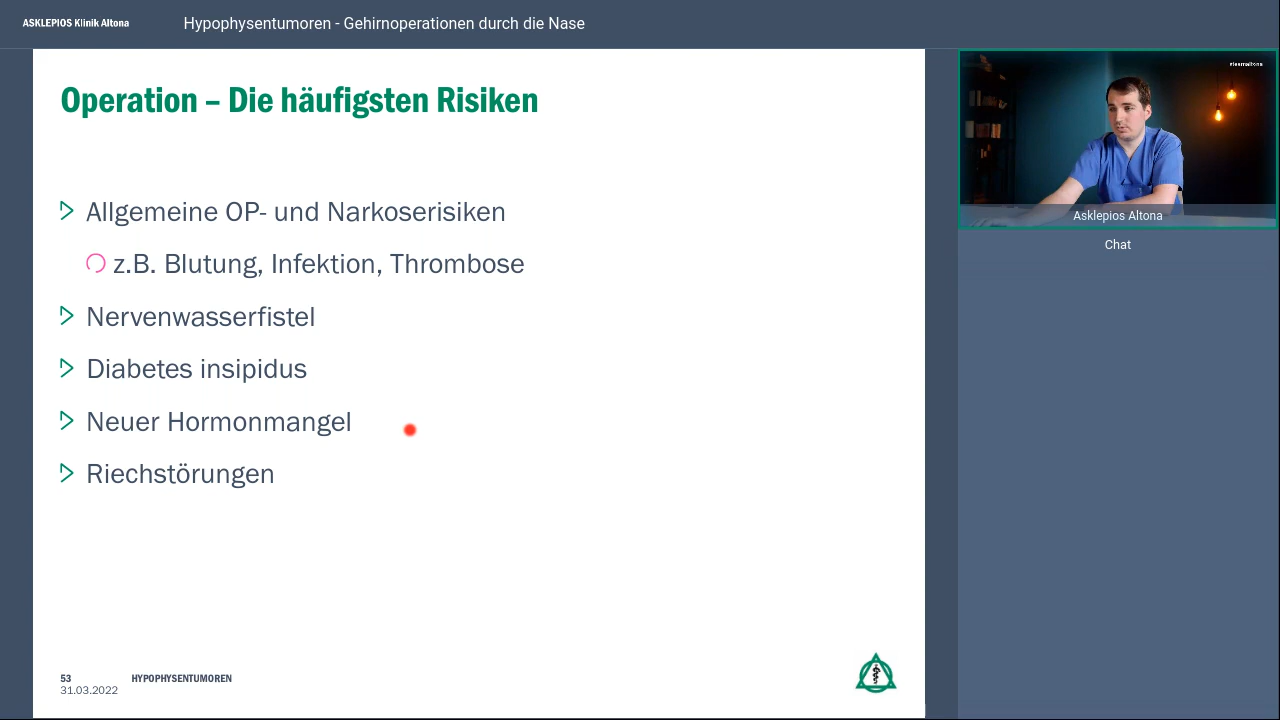 ASKLEPIOS Klinik Altona
Hypophysentumoren - Gehirnoperationen durch die Nase
Operation – Die häufigsten Risiken
Allgemeine OP- und Narkoserisiken
z.B. Blutung, Infektion, Thrombose
Nervenwasserfistel
Diabetes insipidus
Neuer Hormonmangel
Riechstörungen
53 HYPOPHYSENTUMOREN
31.03.2022
#teamaltona
Asklepios Altona
Chat